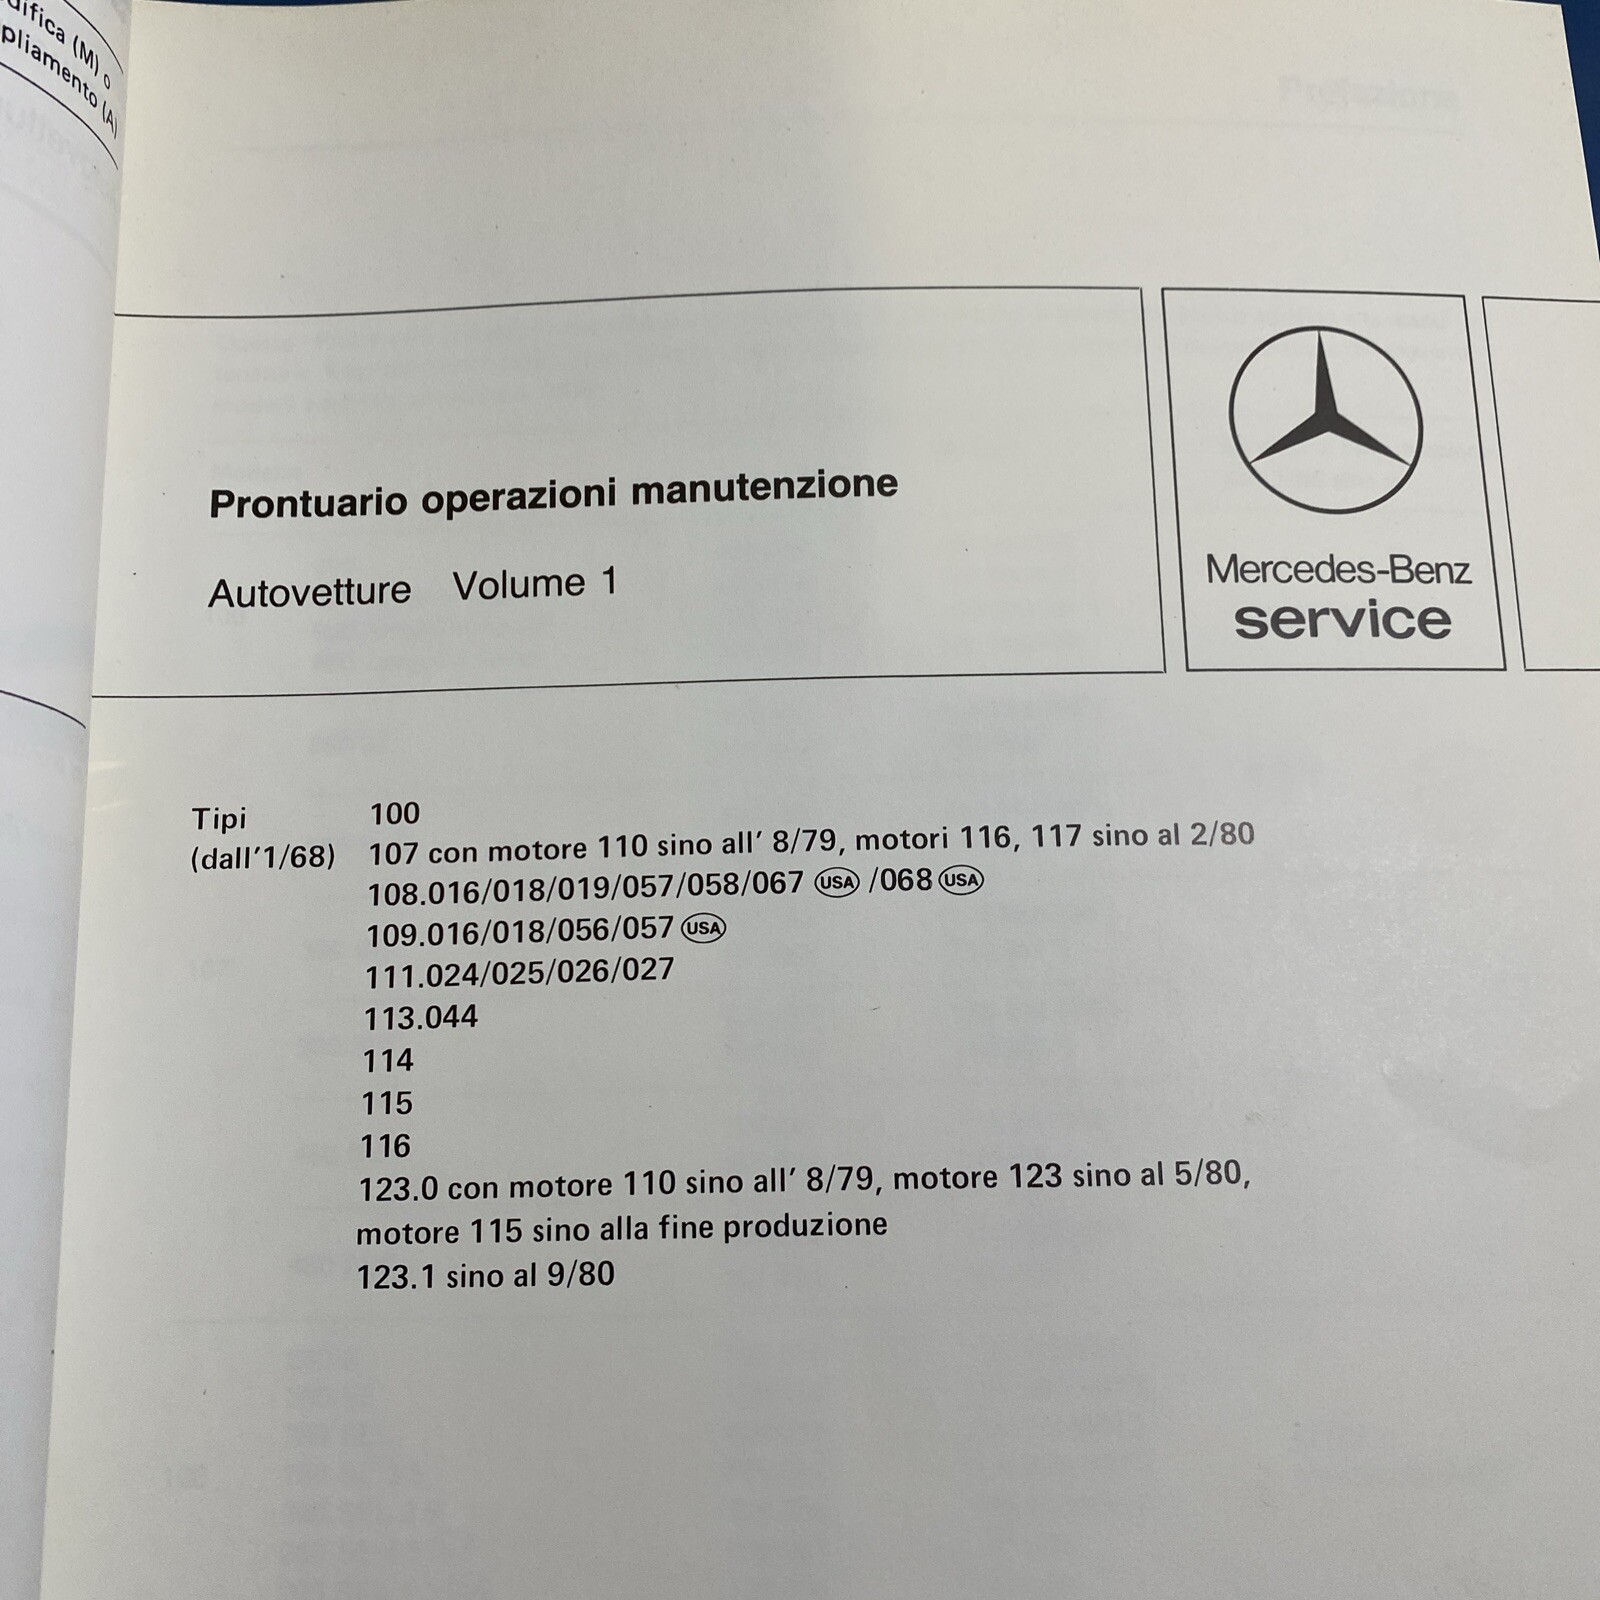 (M) o
(A)
Prontuario operazioni manutenzione
Autovetture Volume 1
Mercedes-Benz
service
Tipi 100
(dall'1/68) 107 con motore 110 sino all' 8/79, motori 116, 117 sino al 2/80
108.016/018/019/057/058/067 USA /068 USA
109.016/018/056/057 USA
111.024/025/026/027
113.044
114
115
116
123.0 con motore 110 sino all' 8/79, motore 123 sino al 5/80,
motore 115 sino alla fine produzione
123.1 sino al 9/80